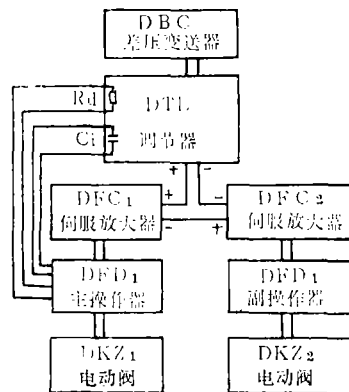 DBC
差压变送器
Rd
DTL
Ci
调节器
+ -
+ -
DFC1
DFC2
伺服放大器
伺服放大器
- +
DFD1
DFD1
主操作器
副操作器
DKZ1
DKZ2
电动阀
电动阀